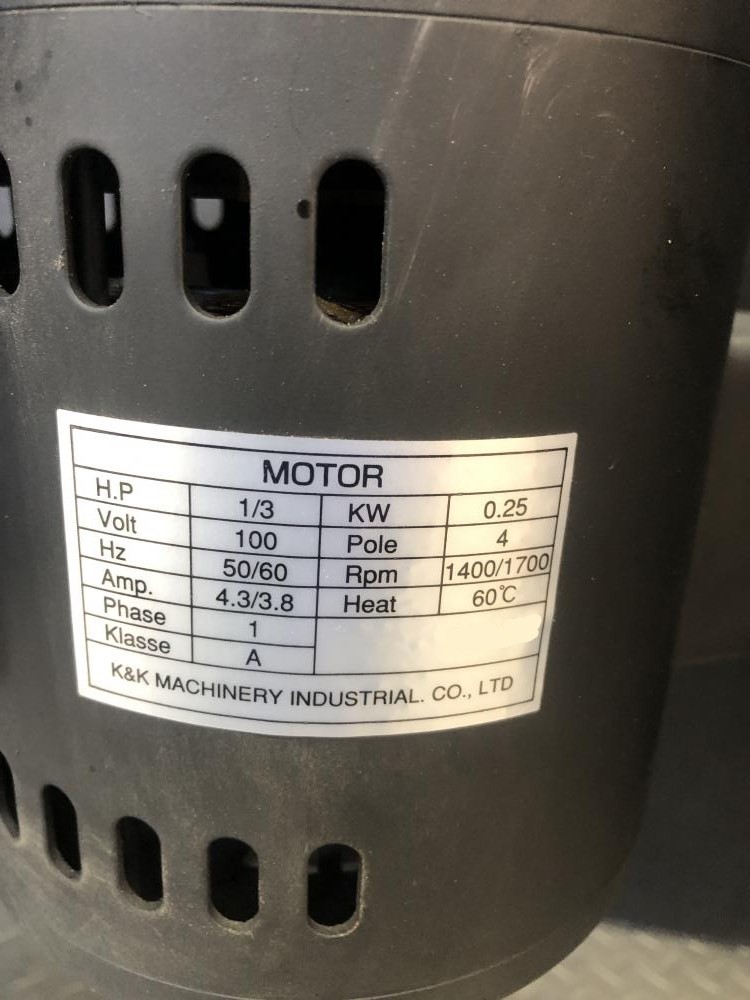 MOTOR
H.P 1/3 KW 0.25
Volt 100 Pole 4
Hz 50/60 Rpm 1400/1700
Amp. 4.3/3.8 Heat 60℃
Phase 1
Klasse A
K&K MACHINERY INDUSTRIAL. CO., LTD